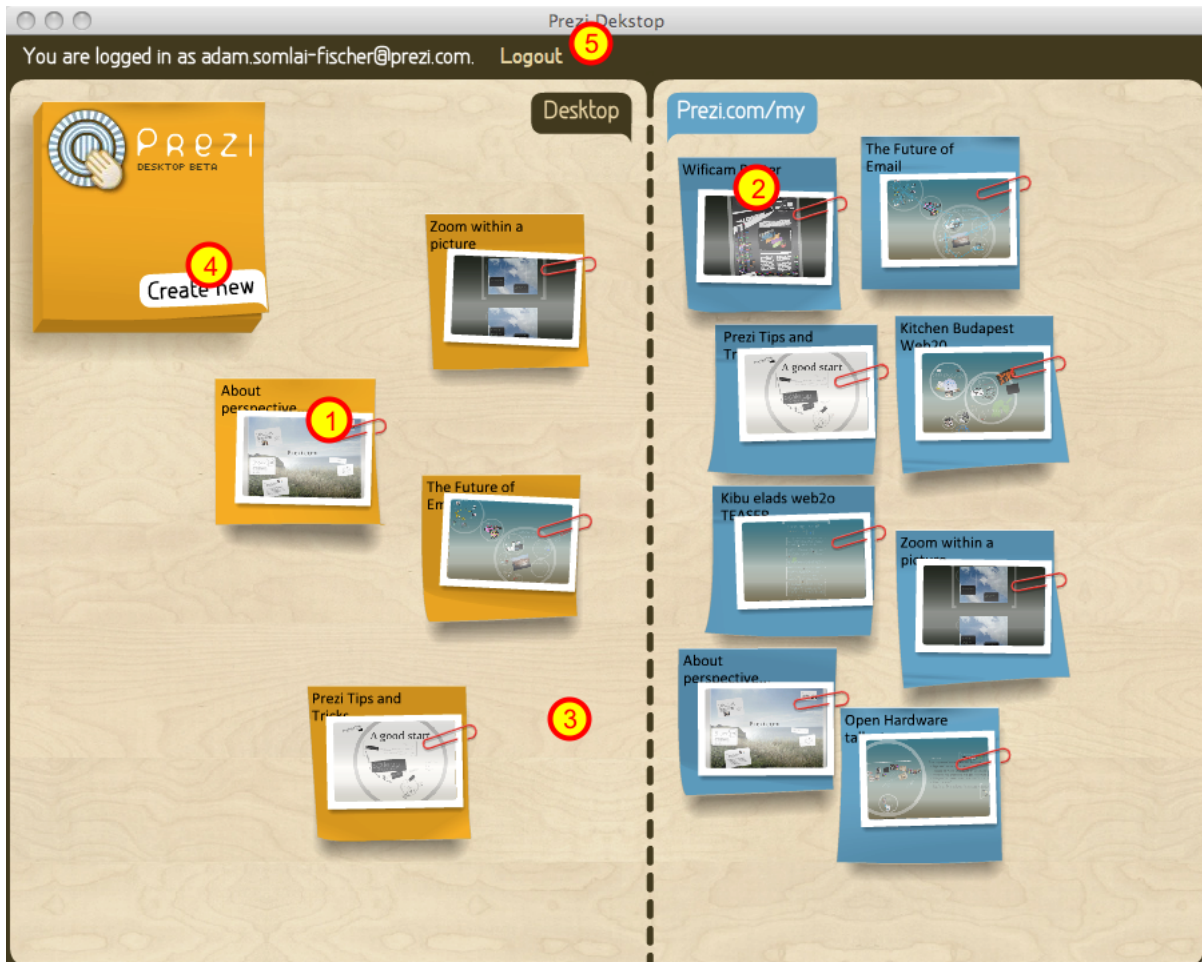 Prezi Dekstop
You are logged in as adam.somlai-fischer@prezi.com. Logout
5
Desktop
Prezi.com/my
PREZI
DESKTOP BETA
4
Create new
Zoom within a
picture
About
perspective...
1
The Future of
Prezi Tips and
Tricks
A good start
3
Wificam
2
The Future of
Email
Prezi Tips and
A good start
Kitchen Budapest
Web20
Kibu elads web2o
TEASER
Zoom within a
picture
About
perspective...
Open Hardware